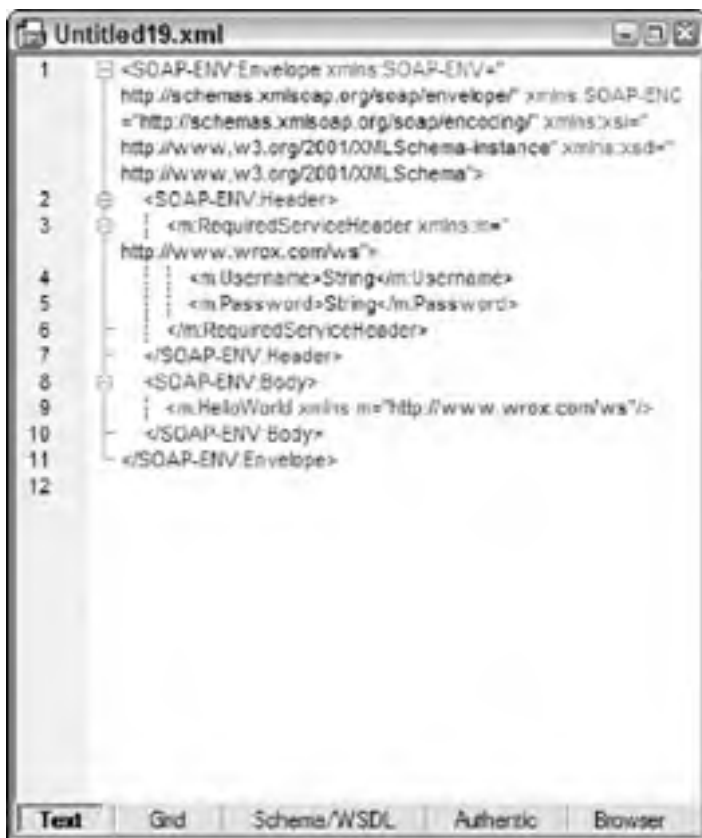 Untitled19.xml
1 <SOAP-ENV:Envelope xmlns:SOAP-ENV="
http://schemas.xmlsoap.org/soap/envelope/" xmlns:SOAP-ENC
="http://schemas.xmlsoap.org/soap/encoding/" xmlns:xsi="
http://www.w3.org/2001/XMLSchema-instance" xmlns:xsd="
http://www.w3.org/2001/XMLSchema">
2 <SOAP-ENV:Header>
3 <m:RequiredServiceHeader xmlns:m="
http://www.wrox.com/ws">
4 <m:Username>String</m:Username>
5 <m:Password>String</m:Password>
6 </m:RequiredServiceHeader>
7 </SOAP-ENV:Header>
8 <SOAP-ENV:Body>
9 <m:HelloWorld xmlns:m="http://www.wrox.com/ws"/>
10 </SOAP-ENV:Body>
11 </SOAP-ENV:Envelope>
12
Text Grid Schema/WSDL Authentic Browser